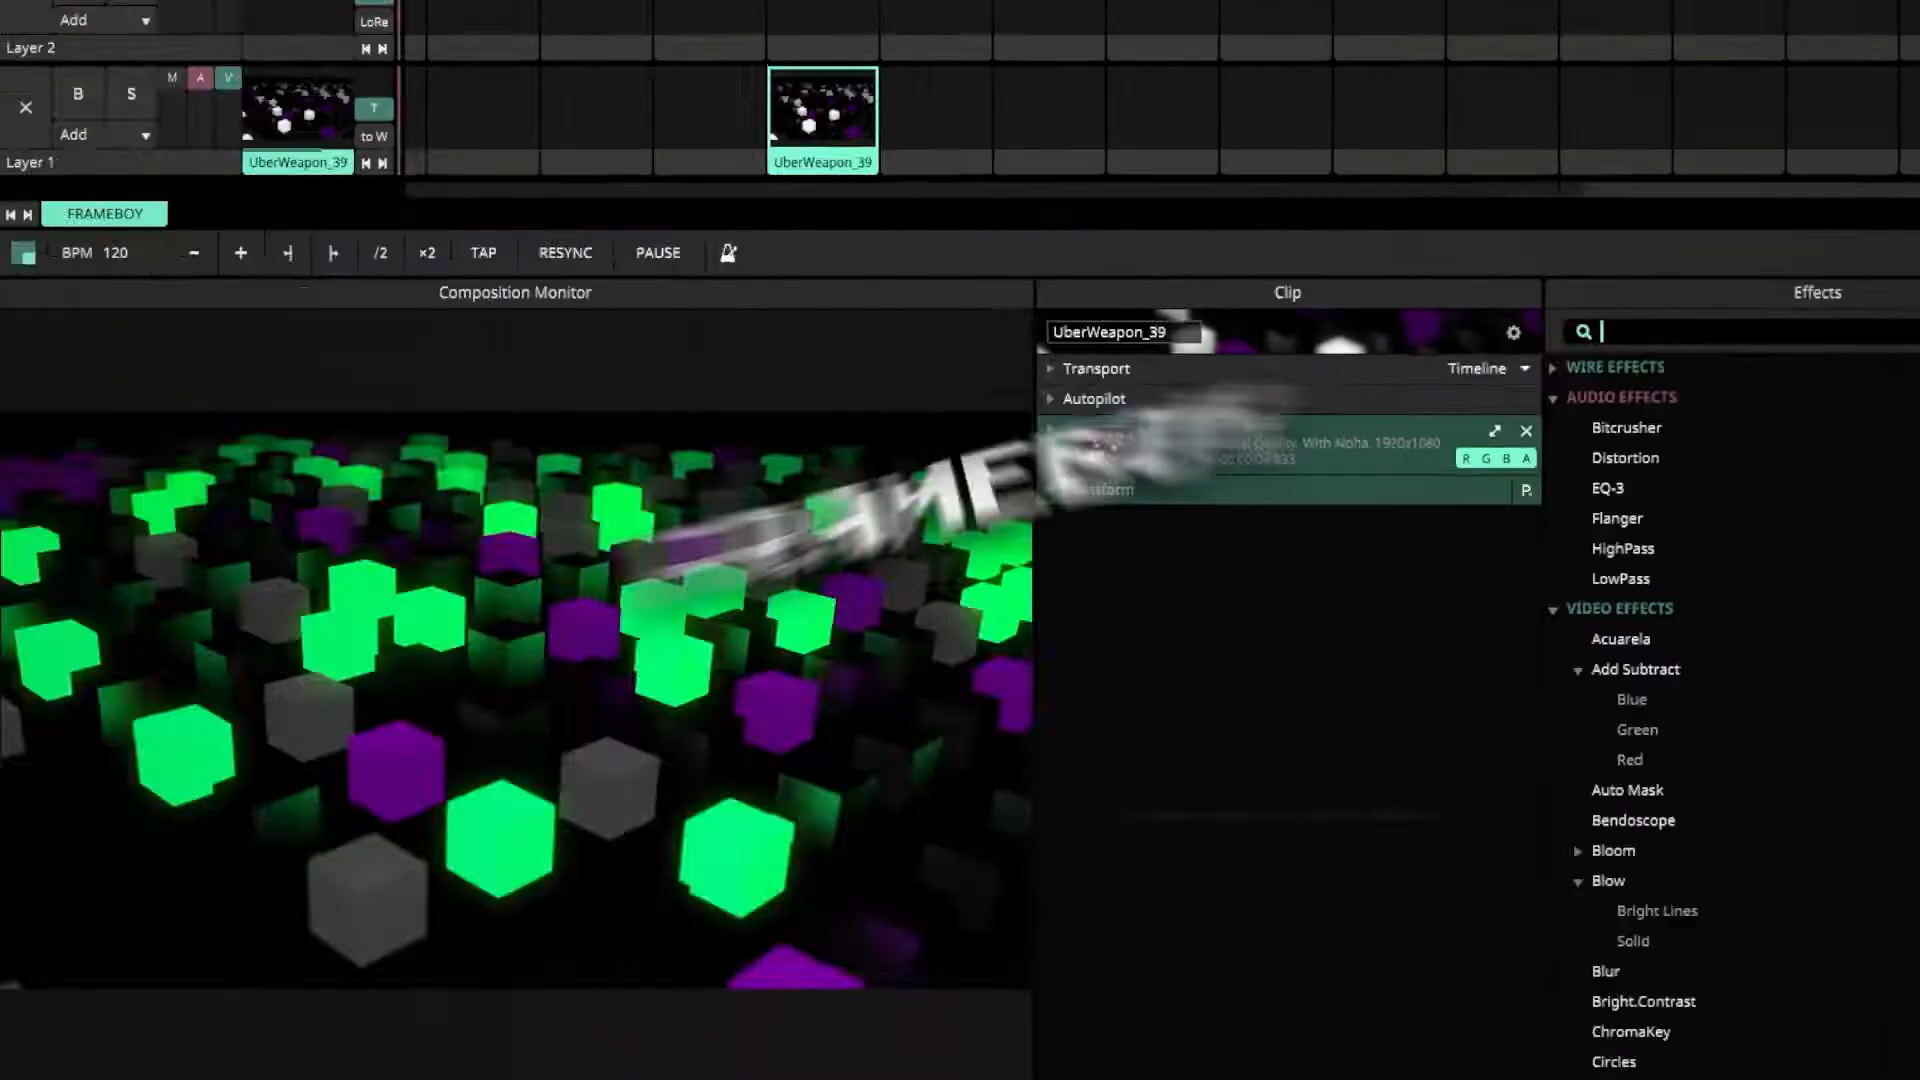 Add
LoRe
Layer 2
M A V
B S
T
Add
to W
Layer 1
UberWeapon_39
UberWeapon_39
FRAMEBOY
BPM 120
- + /2 ×2 TAP RESYNC PAUSE
Composition Monitor
Clip
Effects
UberWeapon_39
Transport
Timeline
Autopilot
With Alpha, 1920x1080
R G B A
P.
WIRE EFFECTS
AUDIO EFFECTS
Bitcrusher
Distortion
EQ-3
Flanger
HighPass
LowPass
VIDEO EFFECTS
Acuarela
Add Subtract
Blue
Green
Red
Auto Mask
Bendoscope
Bloom
Blow
Bright Lines
Solid
Blur
Bright.Contrast
ChromaKey
Circles